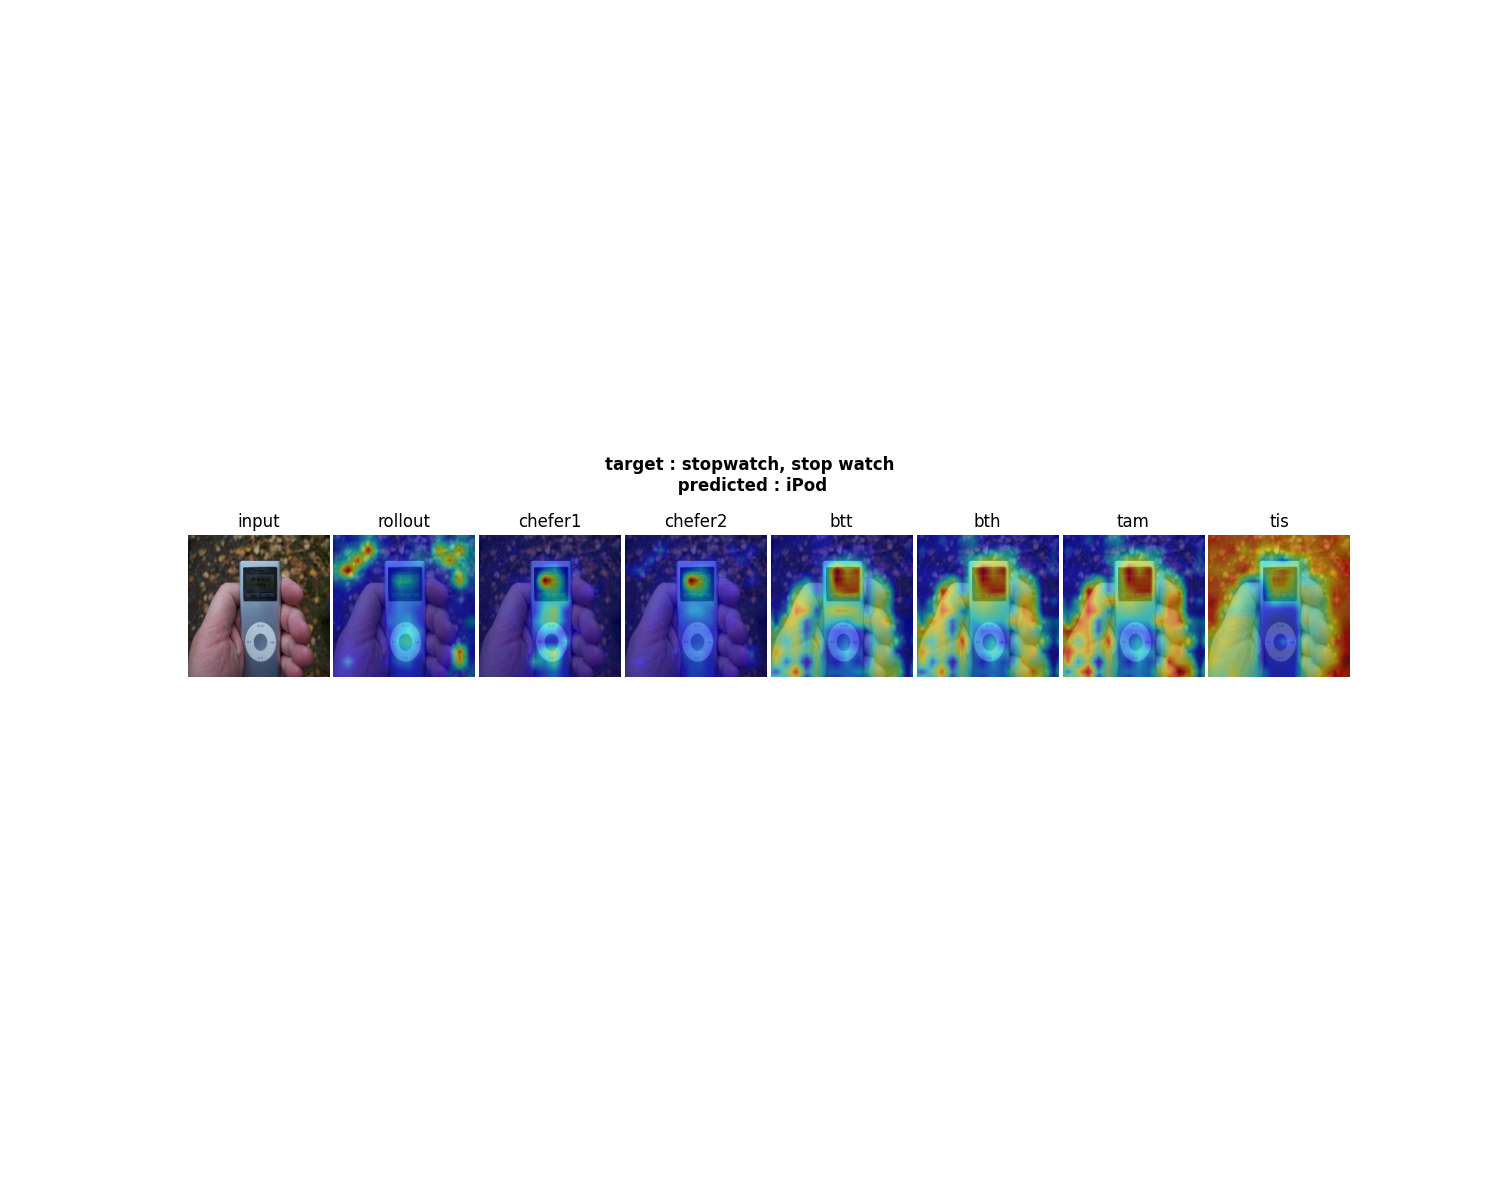 target : stopwatch, stop watch
predicted : iPod
input rollout chefer1 chefer2 btt bth tam tis